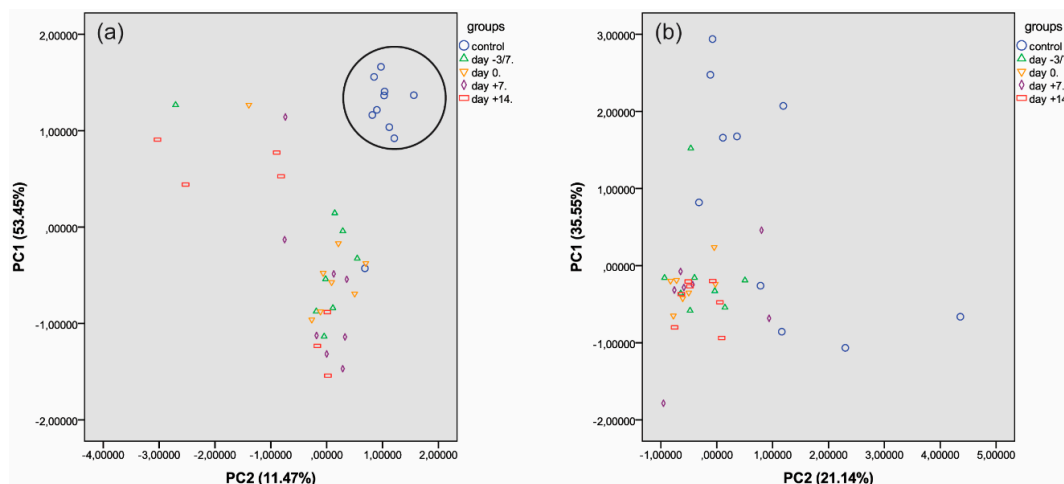 (a)
groups
control
day -3/7.
day 0.
day +7.
day +14.
2,00000
1,00000
,00000
-1,00000
-2,00000
PC1 (53.45%)
-4,00000 -3,00000 -2,00000 -1,00000 ,00000 1,00000 2,00000
PC2 (11.47%)
(b)
groups
control
day -3/7.
day 0.
day +7.
day +14
3,00000
2,00000
1,00000
,00000
-1,00000
-2,00000
PC1 (35.55%)
-1,00000 ,00000 1,00000 2,00000 3,00000 4,00000 5,00000
PC2 (21.14%)